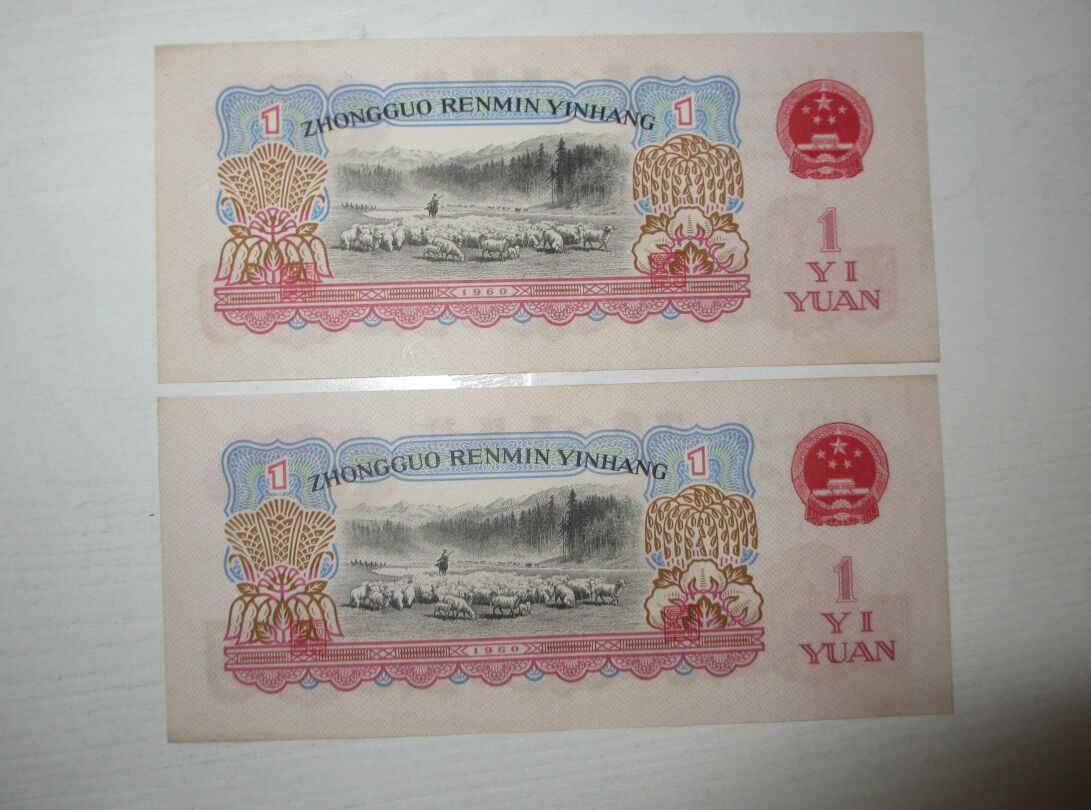 1 ZHONGGUO RENMIN YINHANG 1
1
YI
YUAN
1960
1 ZHONGGUO RENMIN YINHANG 1
1
YI
YUAN
1960